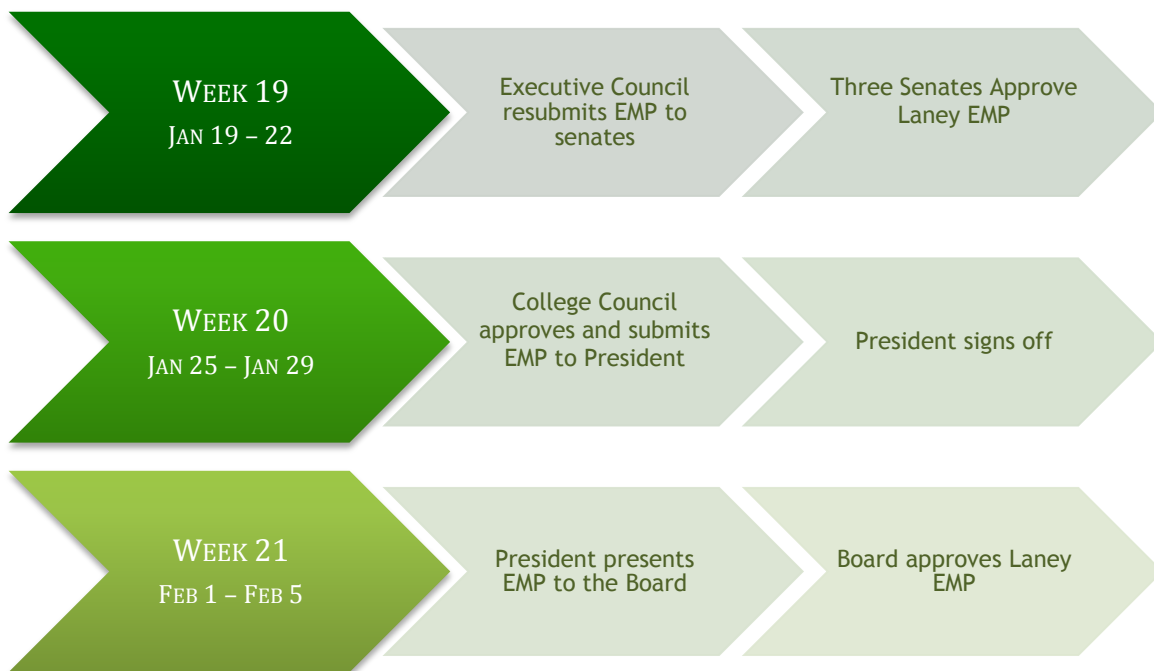 WEEK 19
JAN 19 – 22
Executive Council
resubmits EMP to
senates
Three Senates Approve
Laney EMP
WEEK 20
JAN 25 – JAN 29
College Council
approves and submits
EMP to President
President signs off
WEEK 21
FEB 1 – FEB 5
President presents
EMP to the Board
Board approves Laney
EMP